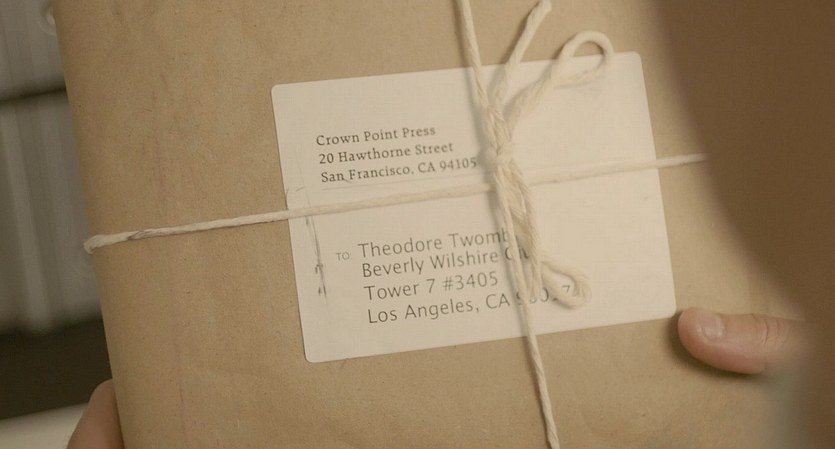 Crown Point Press
20 Hawthorne Street
San Francisco, CA 94105
TO: Theodore
Beverly Wilshire
Tower 7 #3405
Los Angeles, CA